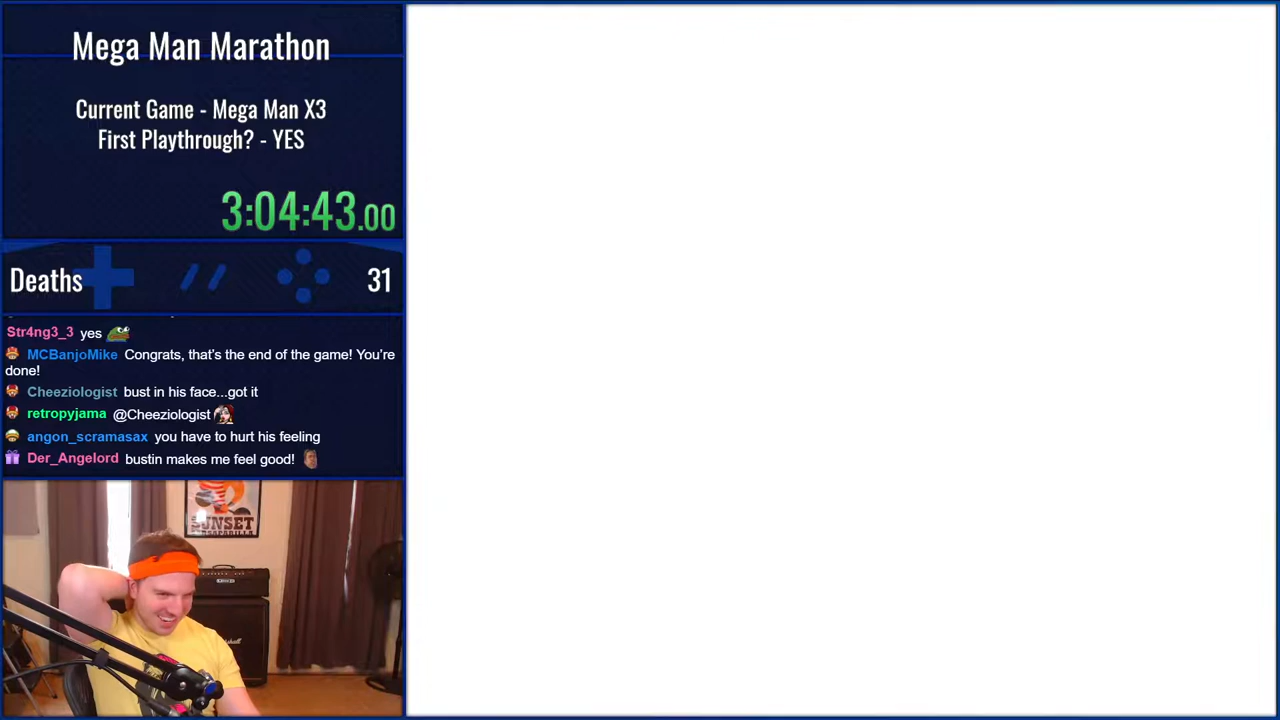 Mega Man Marathon
Current Game - Mega Man X3
First Playthrough? - YES
3:04:43.00
Deaths
31
Str4ng3_3 yes
MCBanjoMike Congrats, that's the end of the game! You're
done!
Cheeziologist bust in his face...got it
retropyjama @Cheeziologist
angon_scramasax you have to hurt his feeling
Der_Angelord bustin makes me feel good!
SUNSET